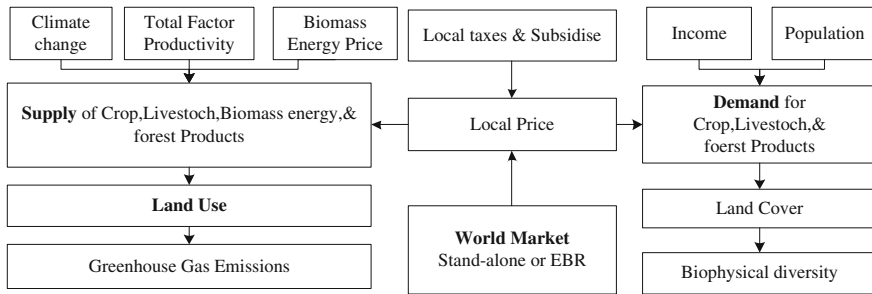 Climate
change
Total Factor
Productivity
Biomass
Energy Price
Local taxes & Subsidise
Income
Population
Supply of Crop,Livestoch,Biomass energy,&
forest Products
Local Price
Demand for
Crop,Livestoch,&
foerst Products
Land Use
Land Cover
World Market
Stand-alone or EBR
Greenhouse Gas Emissions
Biophysical diversity